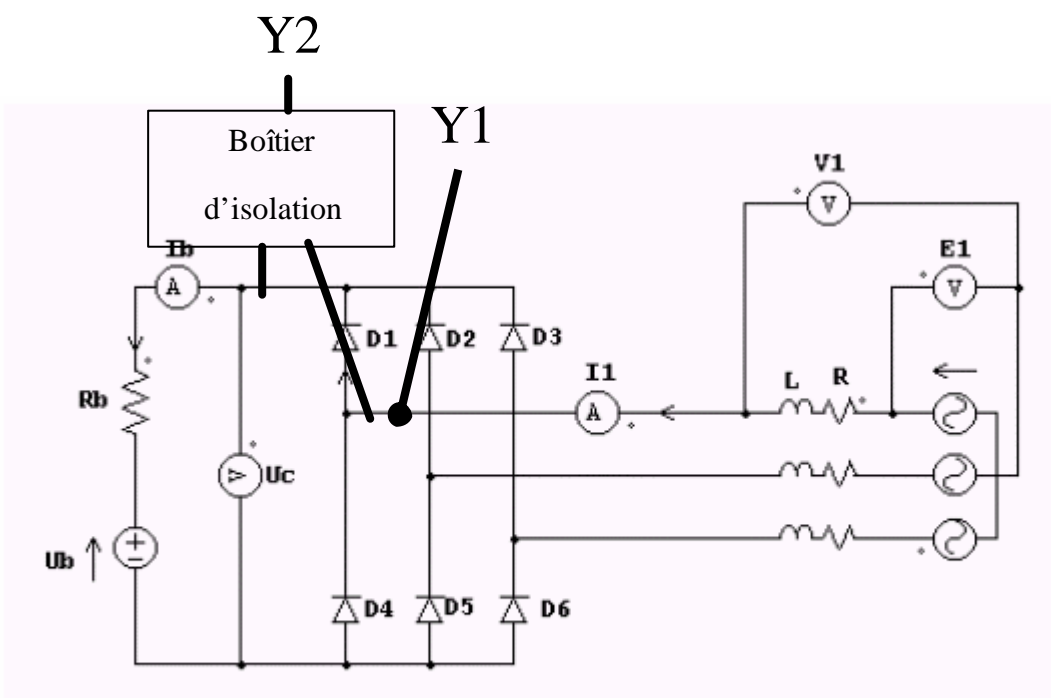 Y2
Y1
Boîtier
d'isolation
V1
Ib
A
E1
V
V
D1
D2
D3
I1
L
R
Rb
A
V
Uc
Ub
D4
D5
D6